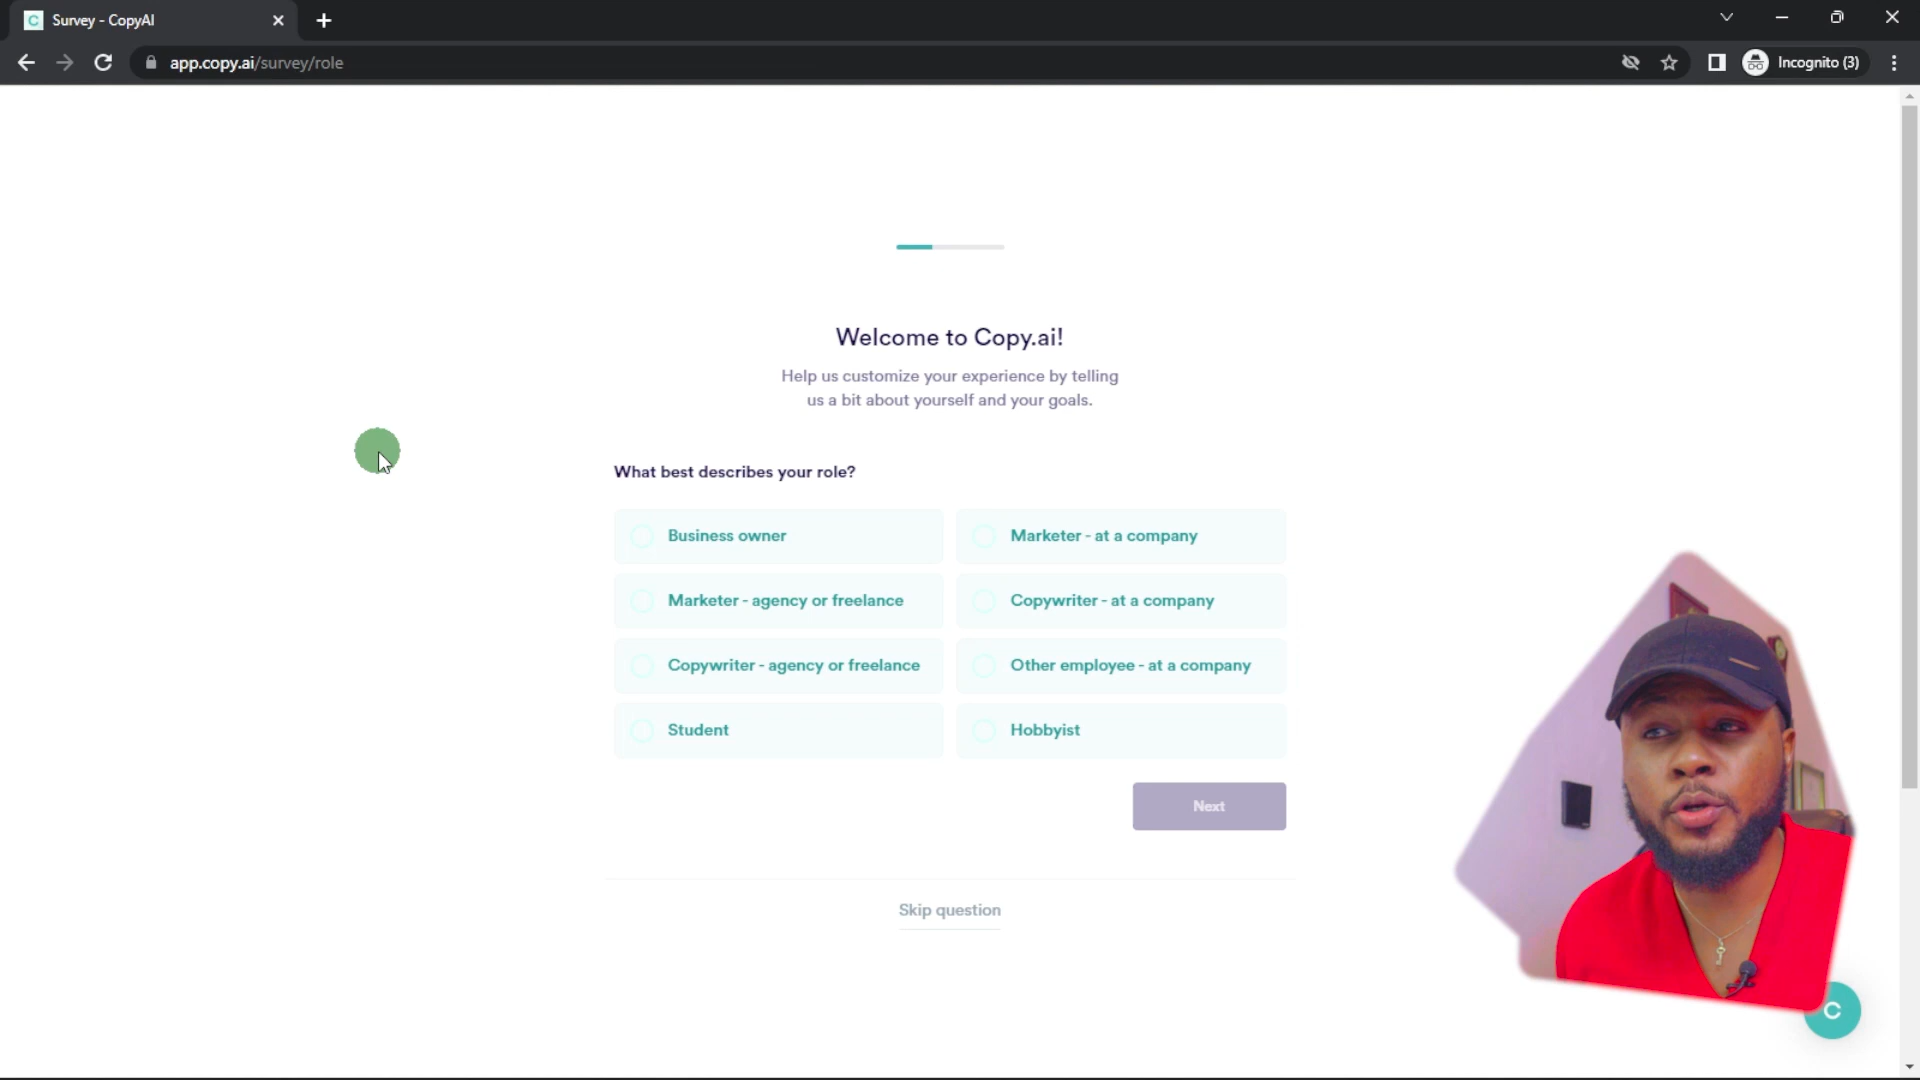 C Survey - CopyAI
app.copy.ai/survey/role
Incognito (3)
Welcome to Copy.ai!
Help us customize your experience by telling
us a bit about yourself and your goals.
What best describes your role?
Business owner
Marketer - at a company
Marketer - agency or freelance
Copywriter - at a company
Copywriter - agency or freelance
Other employee - at a company
Student
Hobbyist
Next
Skip question
C